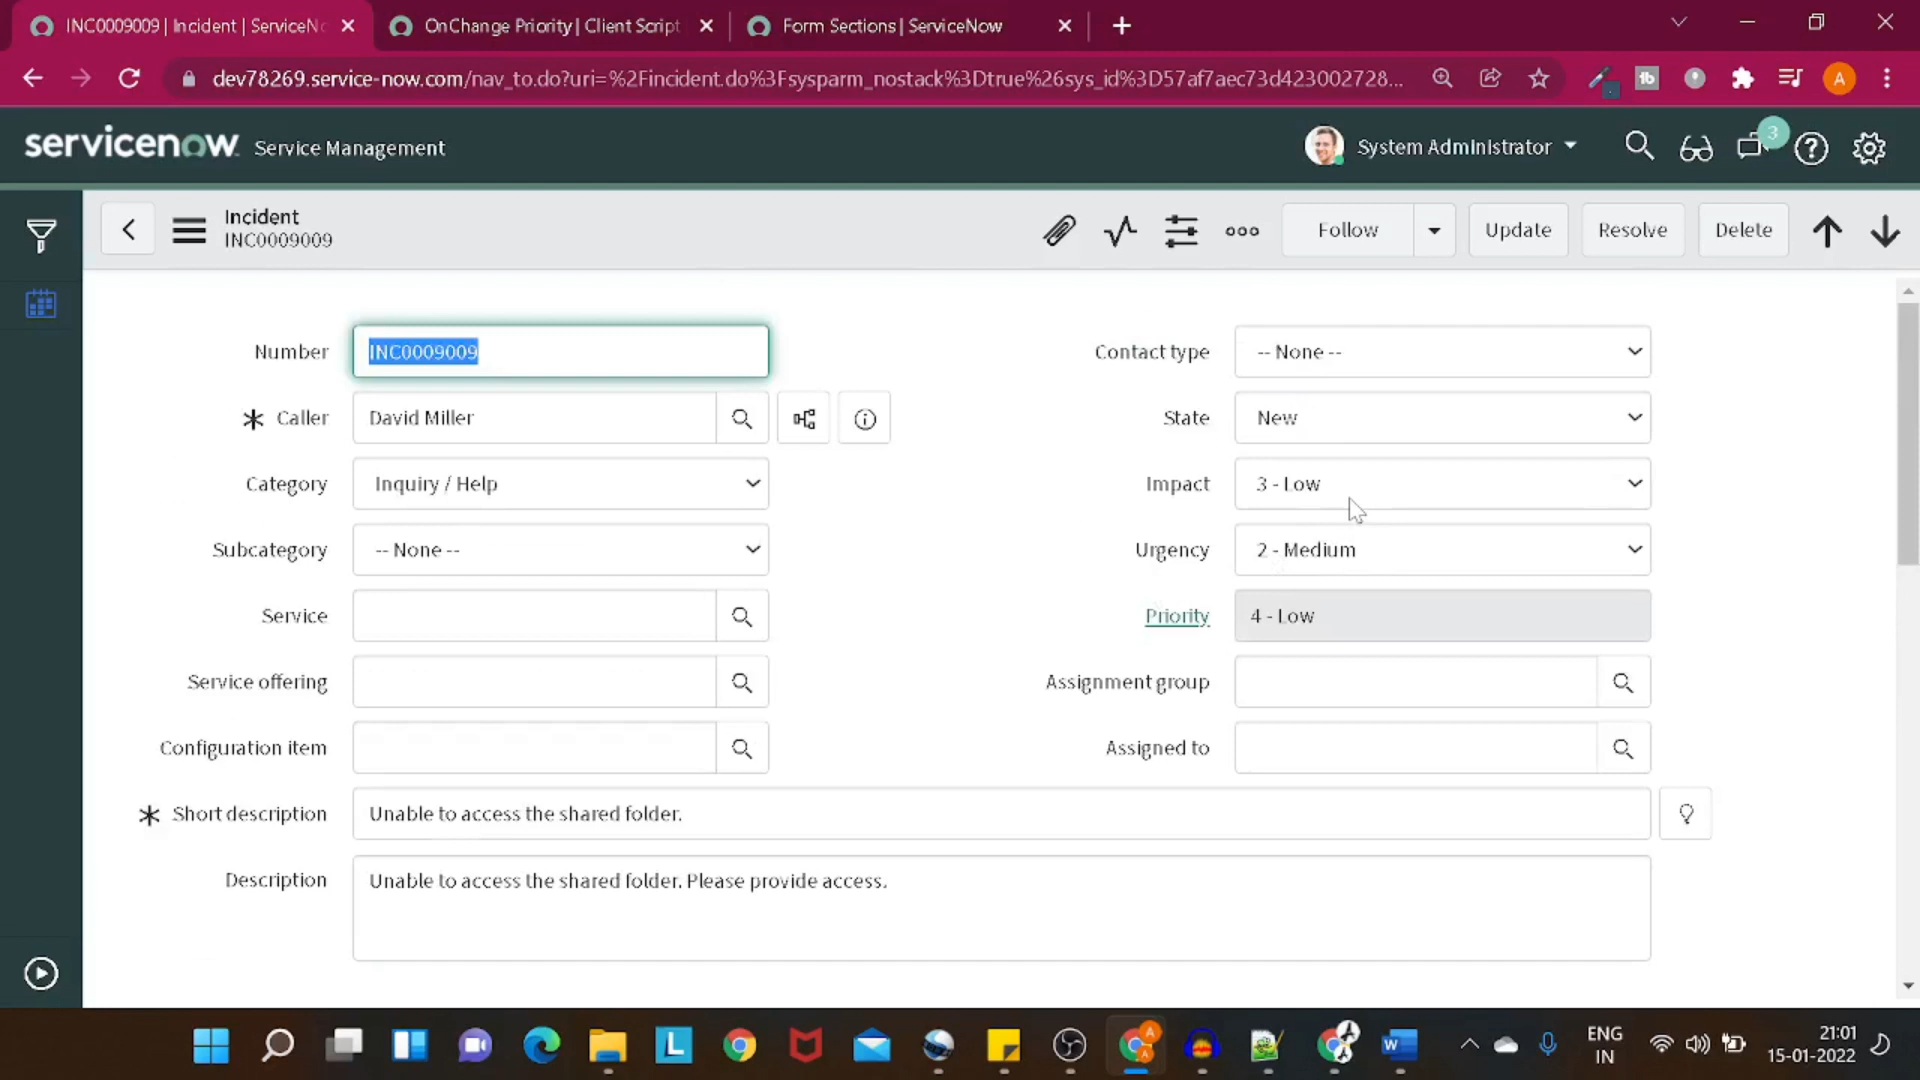 INC0009009 | Incident | ServiceN
OnChange Priority | Client Script
Form Sections | ServiceNow
dev78269.service-now.com/nav_to.do?uri=%2Fincident.do%3Fsysparm_nostack%3Dtrue%26sys_id%3D57af7aec73d423002728...
A
servicenow. Service Management
System Administrator
3
Incident
INC0009009
Follow
Update
Resolve
Delete
Number
INC0009009
Contact type
-- None --
* Caller
David Miller
State
New
Category
Inquiry / Help
Impact
3 - Low
Subcategory
-- None --
Urgency
2 - Medium
Service
Priority
4 - Low
Service offering
Assignment group
Configuration item
Assigned to
* Short description
Unable to access the shared folder.
Description
Unable to access the shared folder. Please provide access.
ENG
IN
21:01
15-01-2022